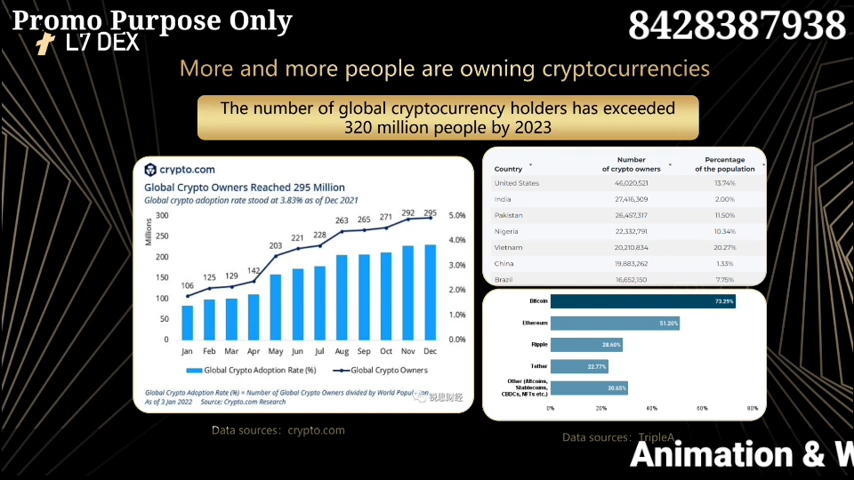 Promo Purpose Only
8428387938
L7 DEX
More and more people are owning cryptocurrencies
The number of global cryptocurrency holders has exceeded
320 million people by 2023
crypto.com
Global Crypto Owners Reached 295 Million
Global crypto adoption rate stood at 3.83% as of Dec 2021
Millions
300
250
200
150
100
50
0
106
125
129
142
203
221
228
263
265
271
292
295
5.0%
4.0%
3.0%
2.0%
1.0%
0.0%
Jan Feb Mar Apr May Jun Jul Aug Sep Oct Nov Dec
Global Crypto Adoption Rate (%) Global Crypto Owners
Global Crypto Adoption Rate (%) = Number of Global Crypto Owners divided by World
As of 3 Jan 2022 Source: Crypto.com Research
锐思财经
Data sources: crypto.com
Country Number of crypto owners Percentage of the population
United States 46,020,521 13.74%
India 27,416,309 2.00%
Pakistan 26,457,317 11.50%
Nigeria 22,332,791 10.34%
Vietnam 20,210,834 20.27%
China 19,883,262 1.33%
Brazil 16,652,150 7.75%
Bitcoin 73.29%
Ethereum 51.20%
Ripple 28.60%
Tether 22.77%
Other (Altcoins,
Stablecoins,
CBDCs, NFTs etc.)
30.65%
0% 20% 40% 60% 80%
Data sources: TripleA
Animation & W